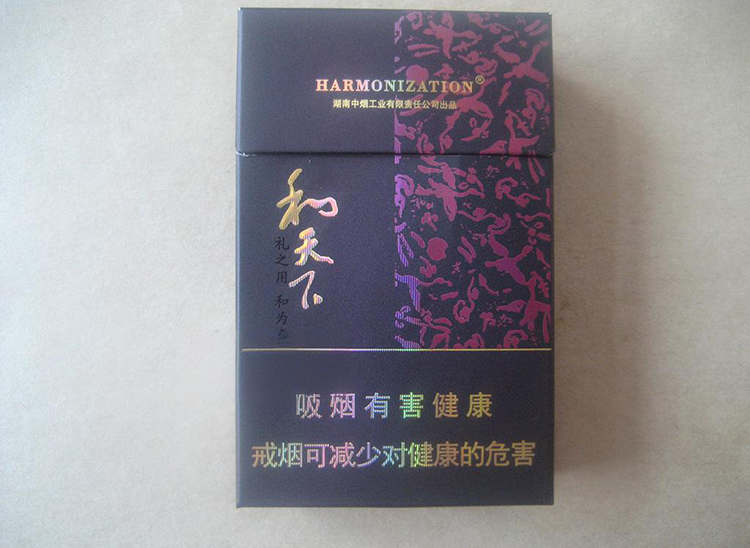 HARMONIZATION®
湖南中烟工业有限责任公司出品
和天下
礼之用 和为
吸烟有害健康
戒烟可减少对健康的危害